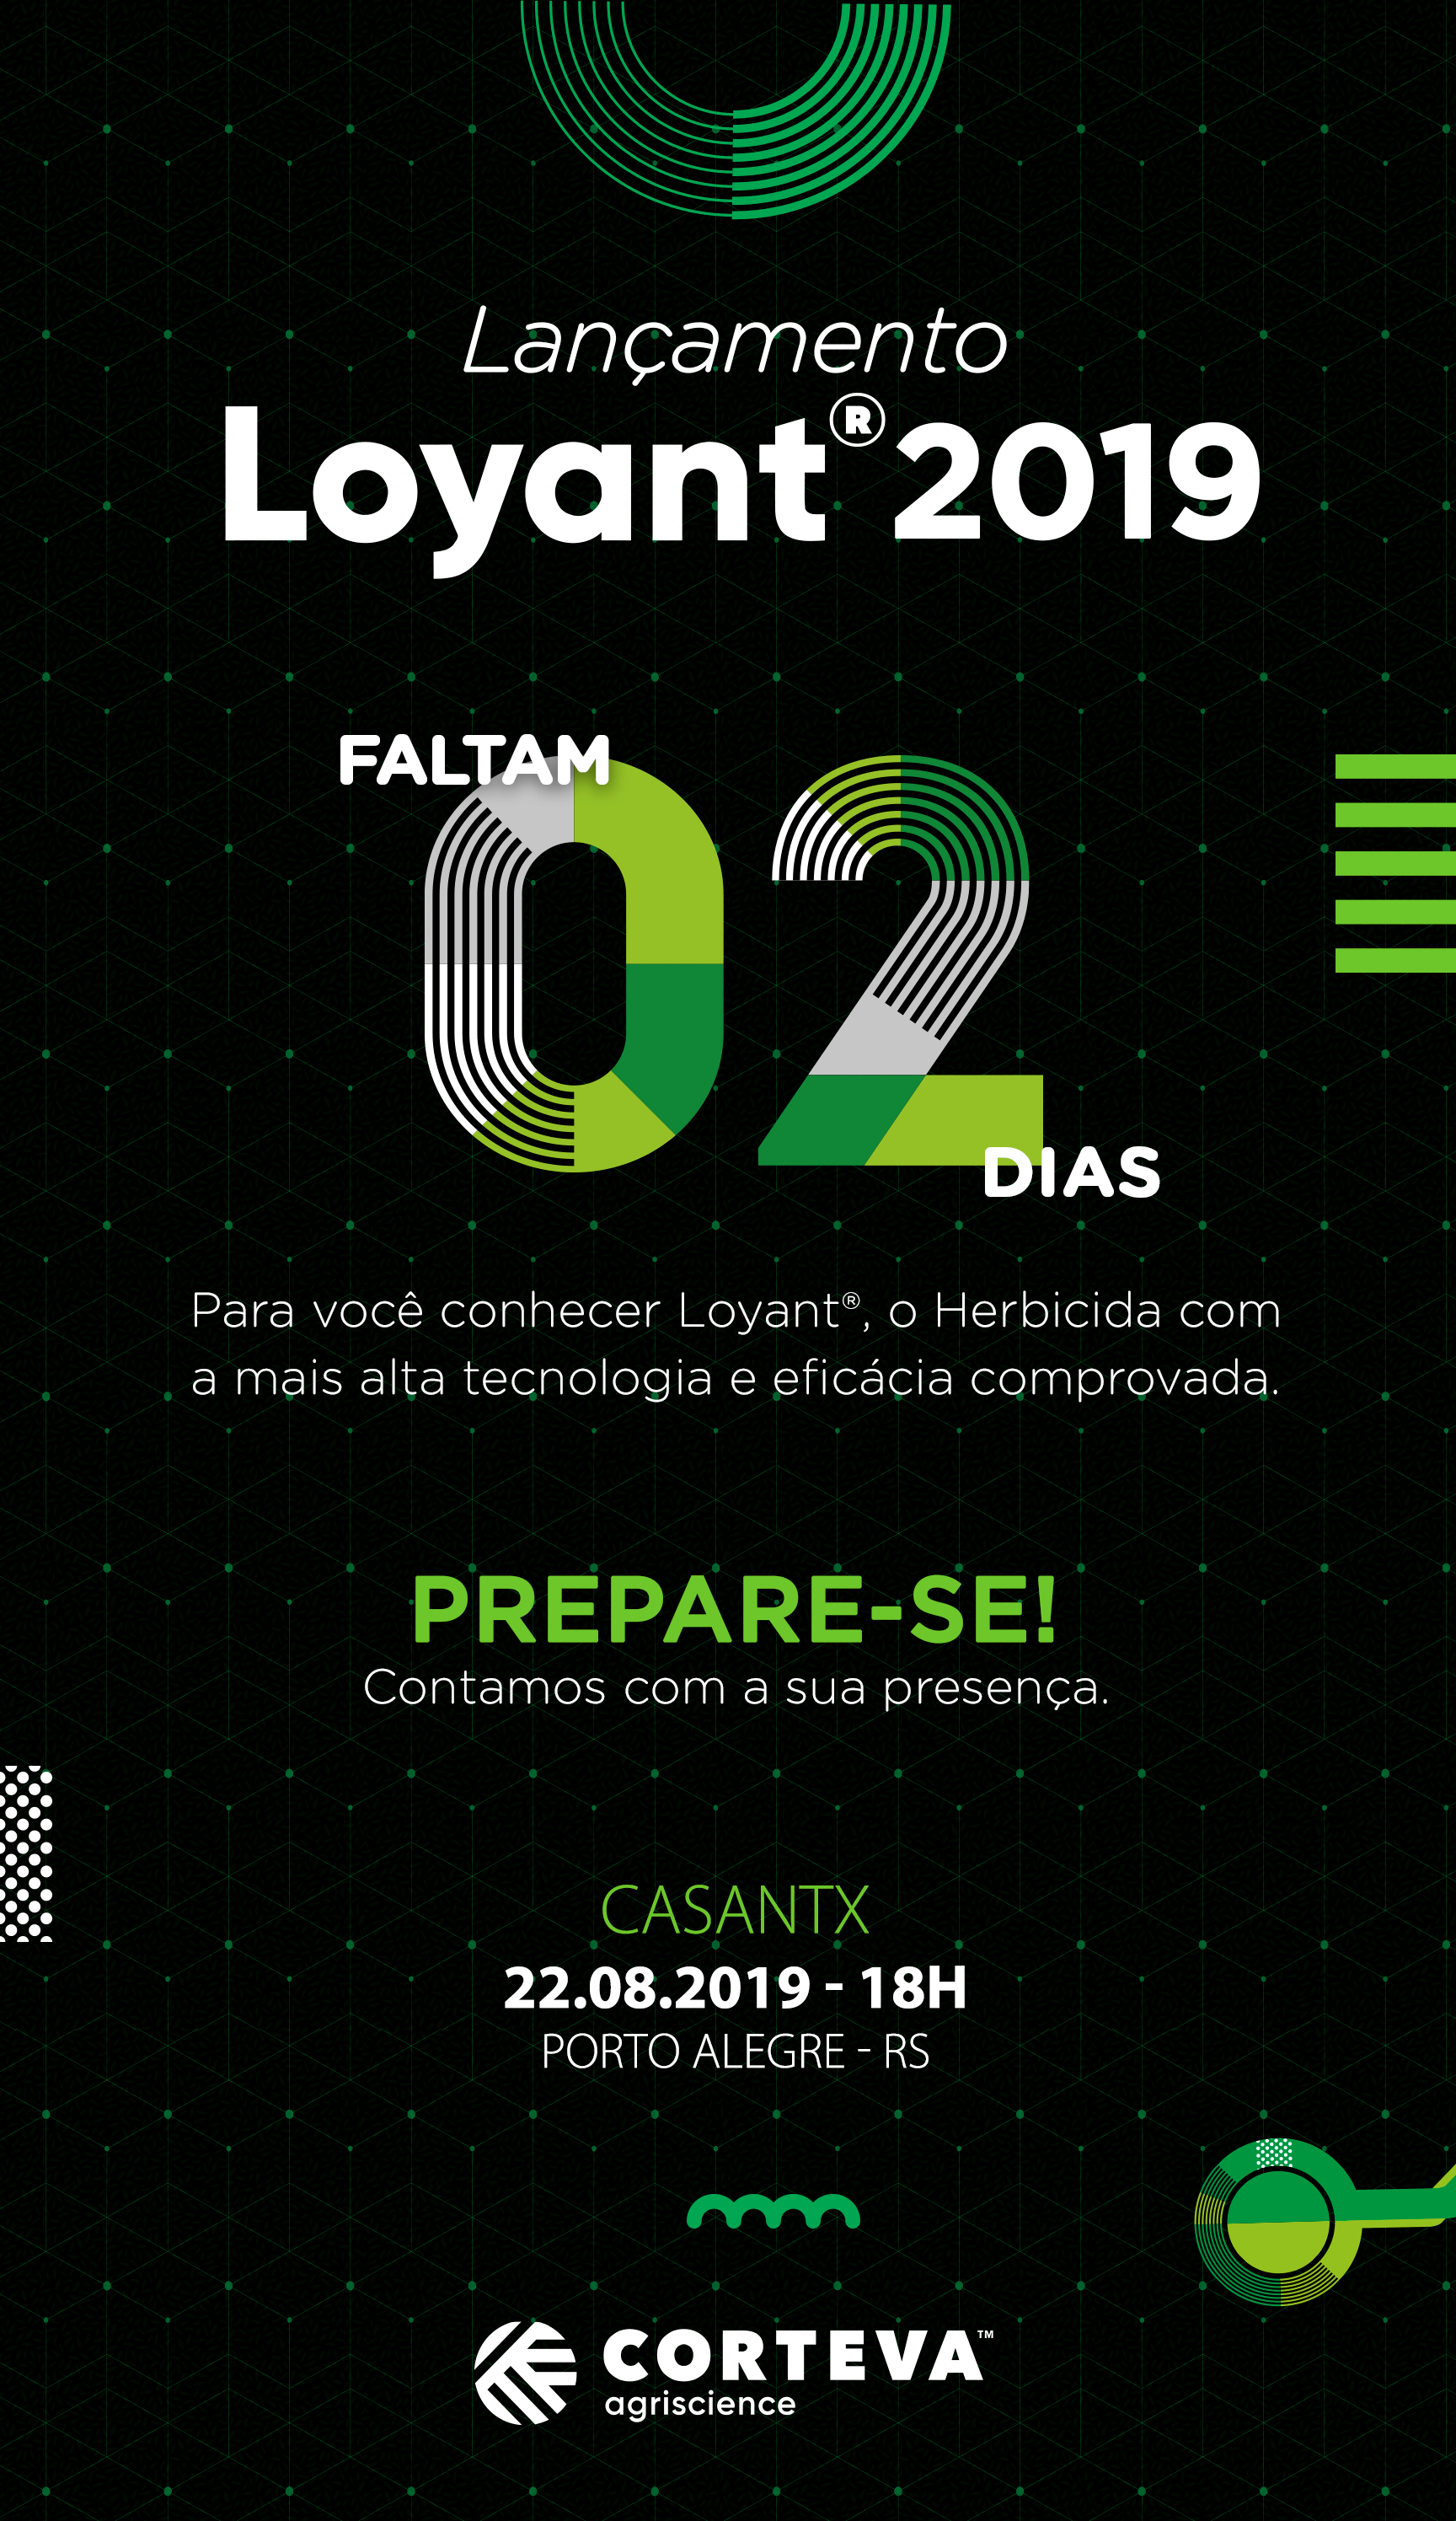 Lançamento
Loyant® 2019
FALTAM
02
DIAS
Para você conhecer Loyant®, o Herbicida com
a mais alta tecnologia e eficácia comprovada.
PREPARE-SE!
Contamos com a sua presença.
CASANTX
22.08.2019 - 18H
PORTO ALEGRE - RS
CORTEVA™
agriscience